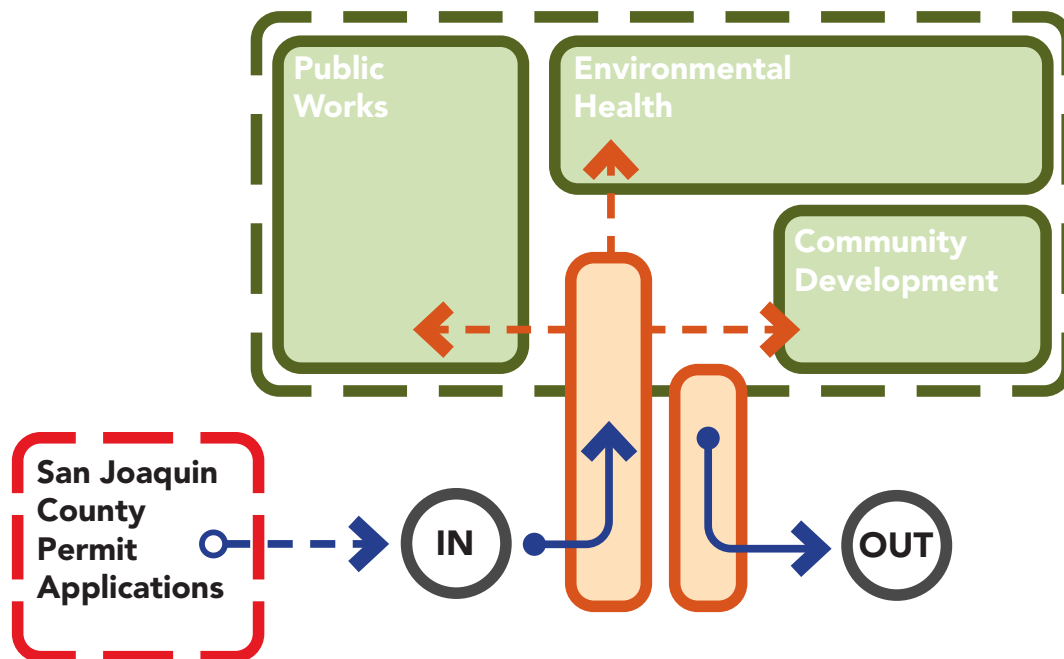 Public
Works
Environmental
Health
Community
Development
San Joaquin
County
Permit
Applications
IN
OUT